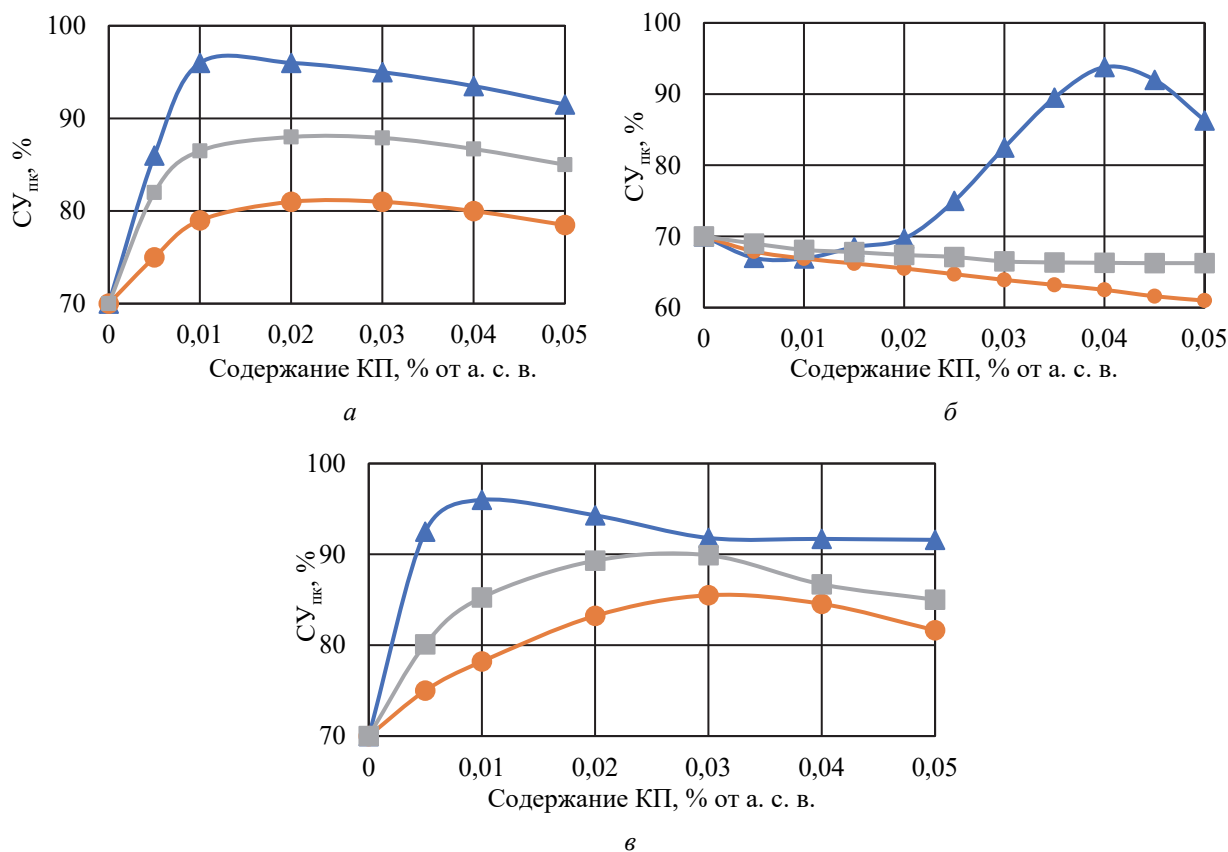 100
90
80
70
СУпк, %
0 0,01 0,02 0,03 0,04 0,05
Содержание КП, % от а. с. в.
а
100
90
80
70
60
СУпк, %
0 0,01 0,02 0,03 0,04 0,05
Содержание КП, % от а. с. в.
б
100
90
80
70
СУпк, %
0 0,01 0,02 0,03 0,04 0,05
Содержание КП, % от а. с. в.
в